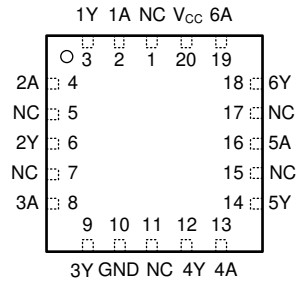 1Y 1A NC VCC 6A
3 2 1 20 19
2A 4 18 6Y
NC 5 17 NC
2Y 6 16 5A
NC 7 15 NC
3A 8 14 5Y
9 10 11 12 13
3Y GND NC 4Y 4A